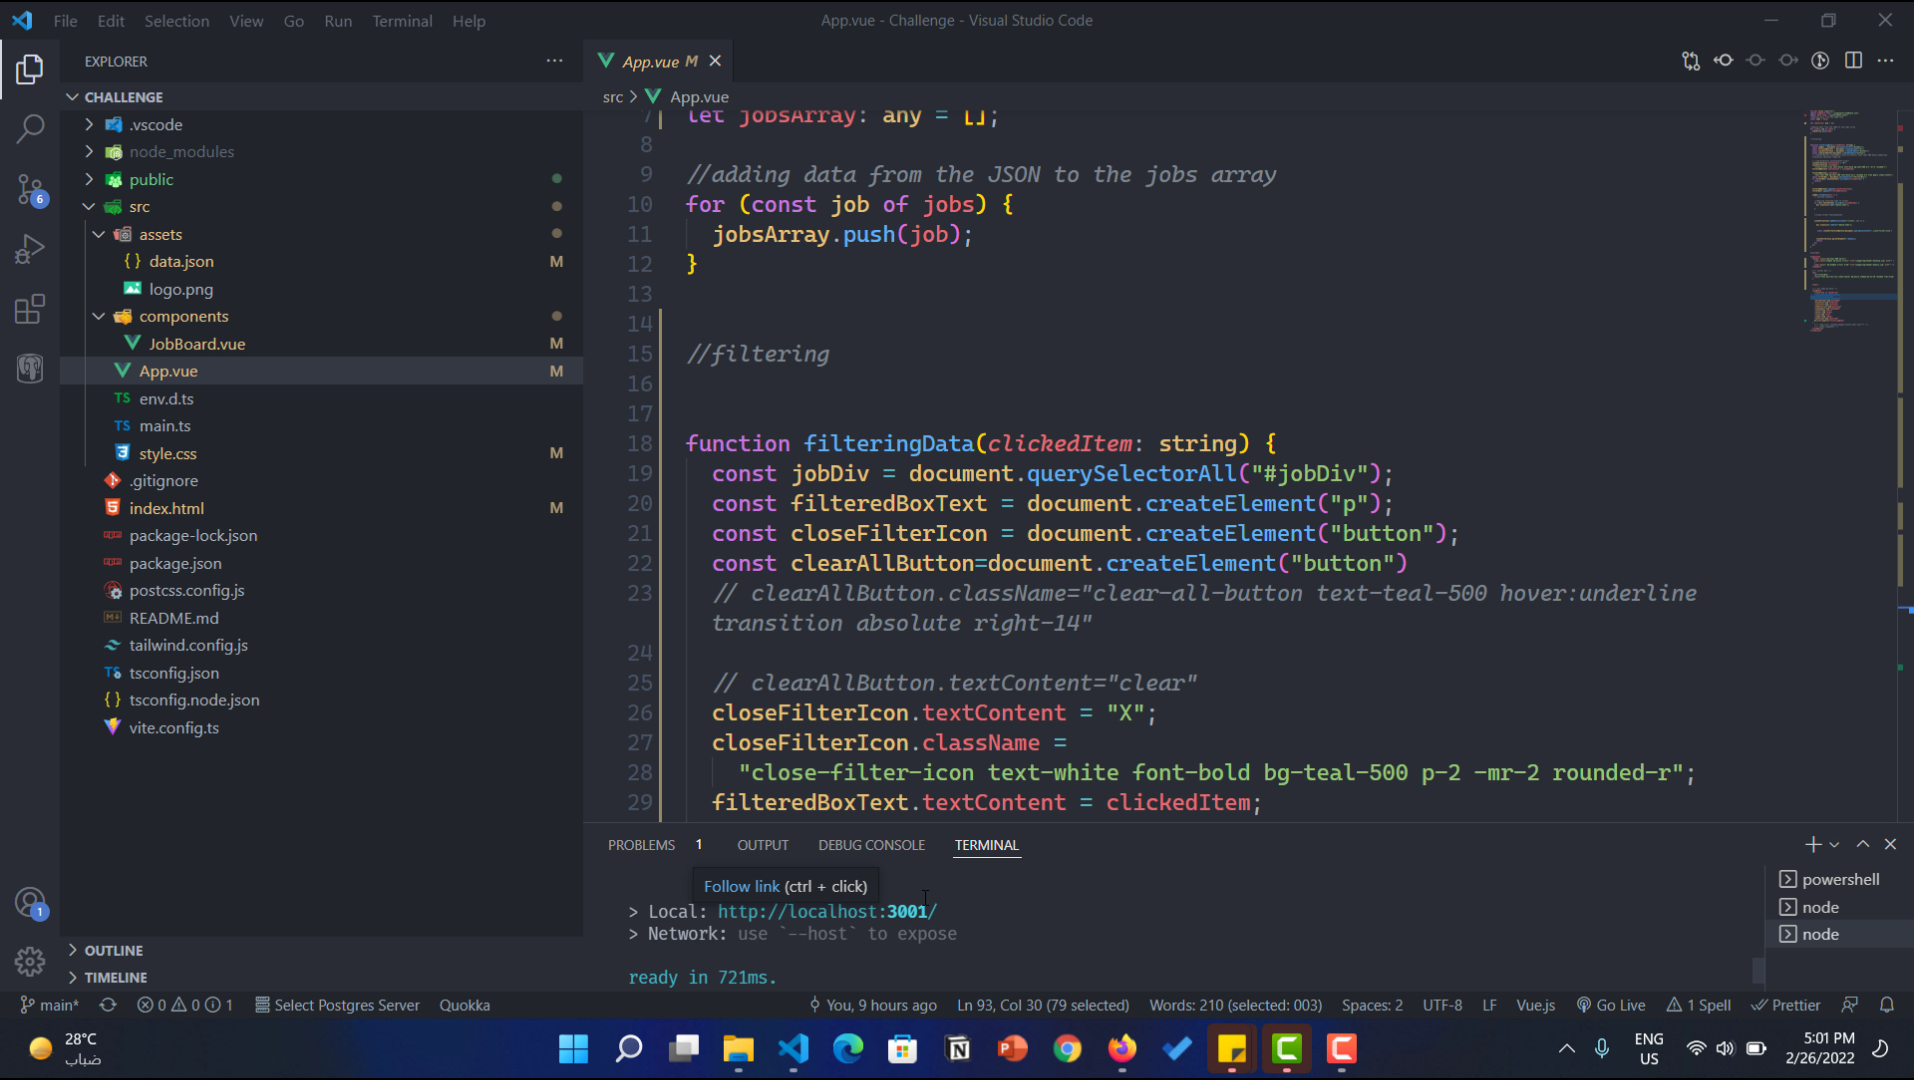 File Edit Selection View Go Run Terminal Help
App.vue - Challenge - Visual Studio Code
EXPLORER
CHALLENGE
.vscode
node_modules
public
src
assets
data.json M
logo.png
components
JobBoard.vue M
App.vue M
TS env.d.ts
TS main.ts
style.css M
.gitignore
index.html M
package-lock.json
package.json
postcss.config.js
README.md
tailwind.config.js
tsconfig.json
tsconfig.node.json
vite.config.ts
OUTLINE
TIMELINE
6
1
App.vue M
src > App.vue
7 let jobsArray: any = [];
8
9 //adding data from the JSON to the jobs array
10 for (const job of jobs) {
11 jobsArray.push(job);
12 }
13
14
15 //filtering
16
17
18 function filteringData(clickedItem: string) {
19 const jobDiv = document.querySelectorAll("#jobDiv");
20 const filteredBoxText = document.createElement("p");
21 const closeFilterIcon = document.createElement("button");
22 const clearAllButton=document.createElement("button")
23 // clearAllButton.className="clear-all-button text-teal-500 hover:underline
transition absolute right-14"
24
25 // clearAllButton.textContent="clear"
26 closeFilterIcon.textContent = "X";
27 closeFilterIcon.className =
28 "close-filter-icon text-white font-bold bg-teal-500 p-2 -mr-2 rounded-r";
29 filteredBoxText.textContent = clickedItem;
PROBLEMS 1 OUTPUT DEBUG CONSOLE TERMINAL
Follow link (ctrl + click)
> Local: http://localhost:3001/
> Network: use `--host` to expose
ready in 721ms.
powershell
node
node
main* 0 0 1 Select Postgres Server Quokka You, 9 hours ago Ln 93, Col 30 (79 selected) Words: 210 (selected: 003) Spaces: 2 UTF-8 LF Vue.js Go Live 1 Spell Prettier
28°C
ضباب
ENG
US
5:01 PM
2/26/2022